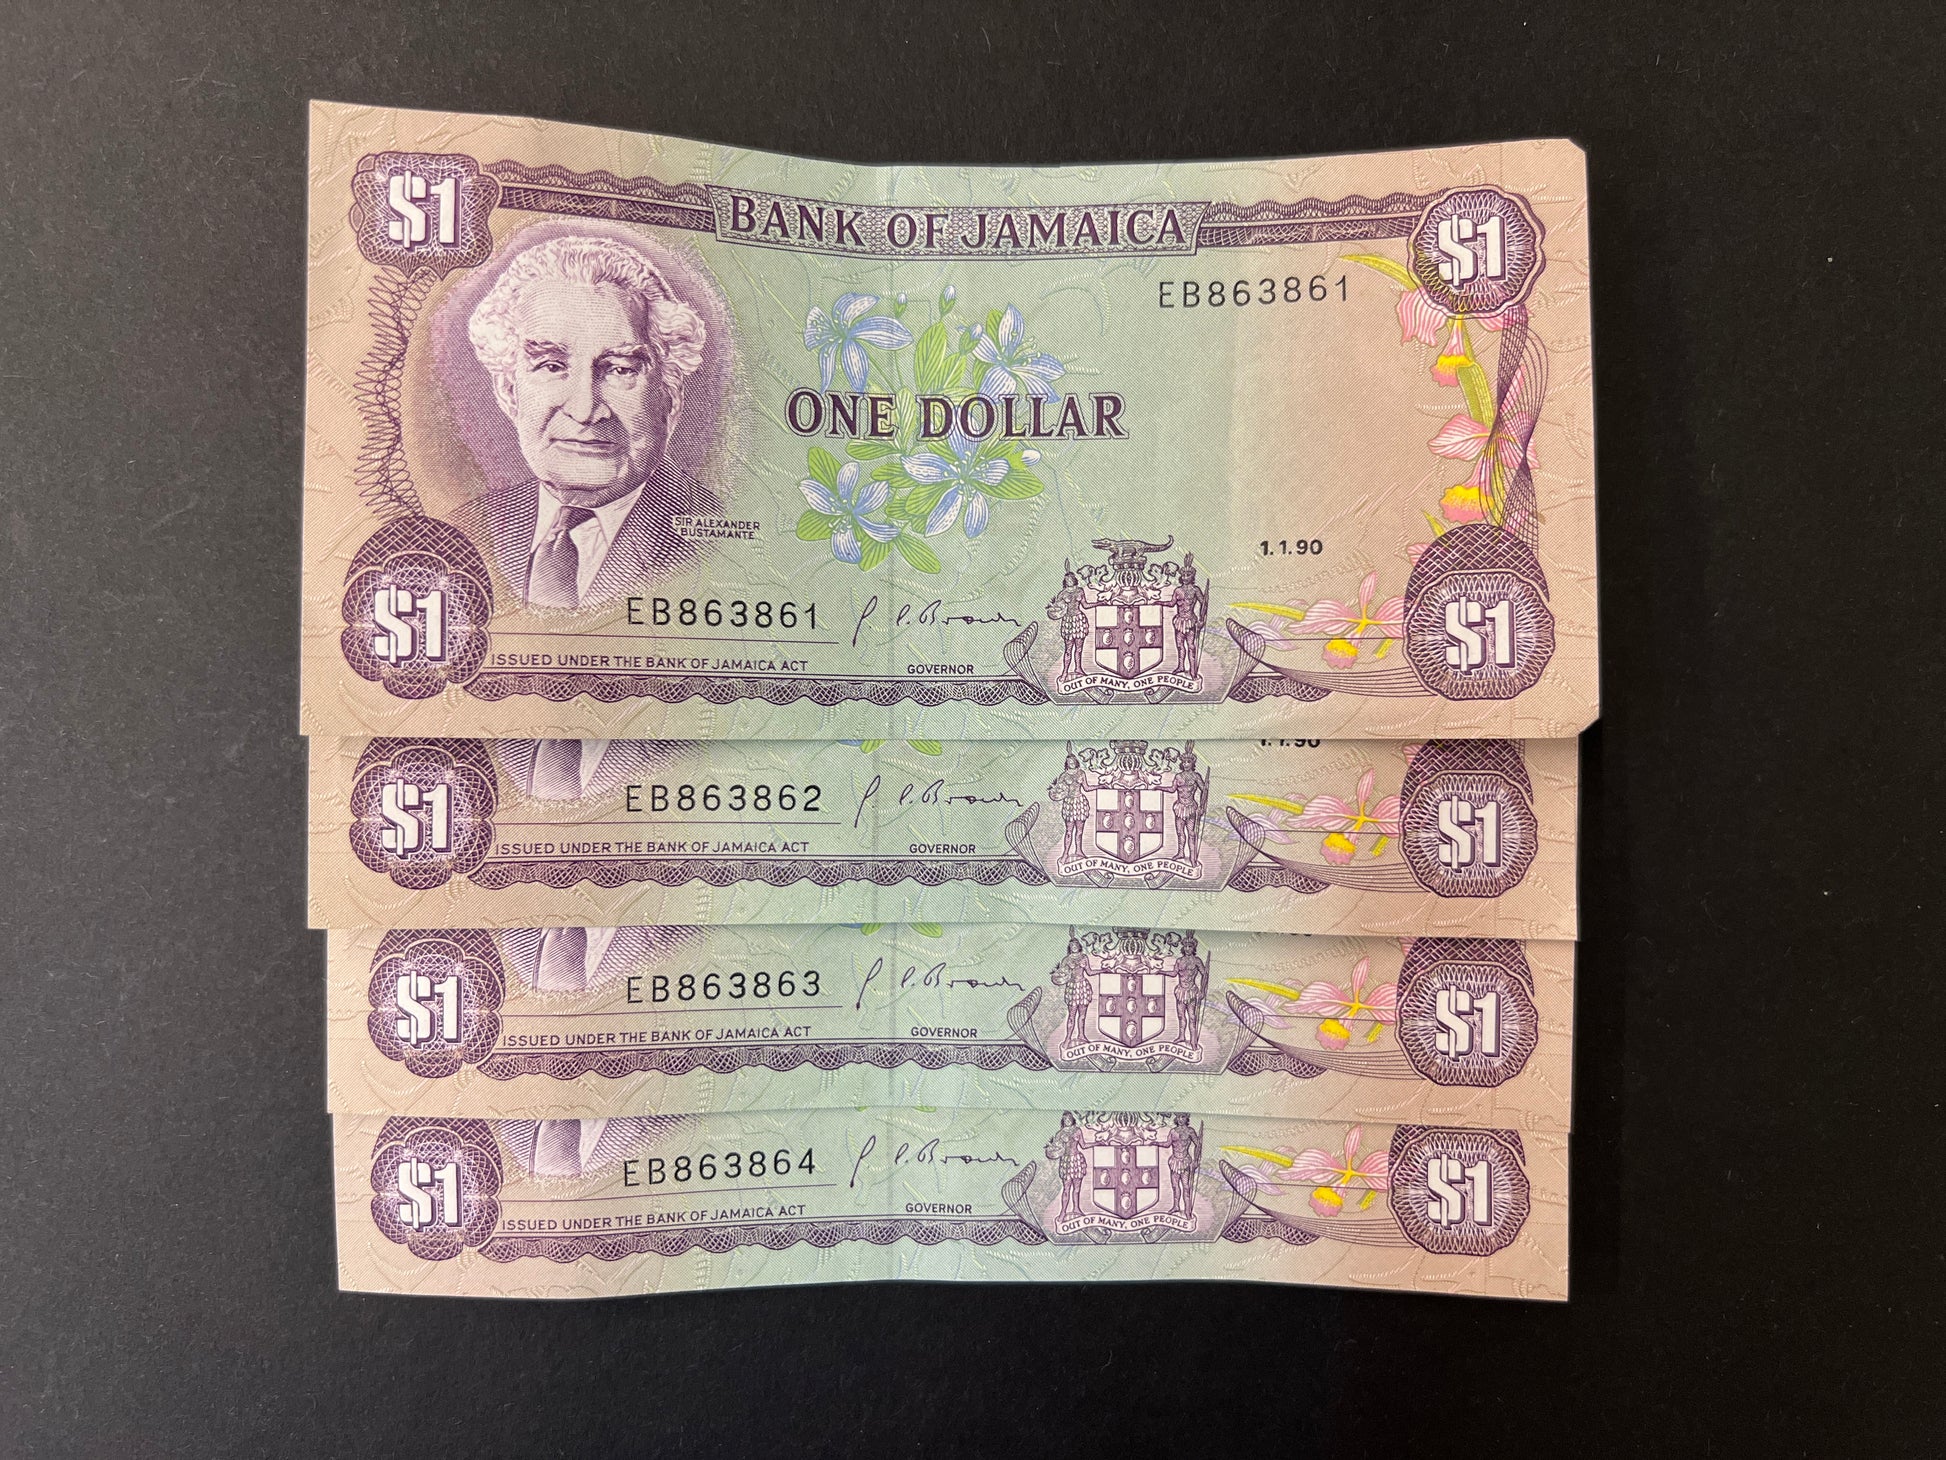 $1
BANK OF JAMAICA
$1
EB863861
ONE DOLLAR
SIR ALEXANDER
BUSTAMANTE
1.1.90
EB863861
$1
$1
ISSUED UNDER THE BANK OF JAMAICA ACT
GOVERNOR
OUT OF MANY, ONE PEOPLE
1.1.90
EB863862
$1
$1
ISSUED UNDER THE BANK OF JAMAICA ACT
GOVERNOR
OUT OF MANY, ONE PEOPLE
EB863863
$1
$1
ISSUED UNDER THE BANK OF JAMAICA ACT
GOVERNOR
OUT OF MANY, ONE PEOPLE
EB863864
$1
$1
ISSUED UNDER THE BANK OF JAMAICA ACT
GOVERNOR
OUT OF MANY, ONE PEOPLE